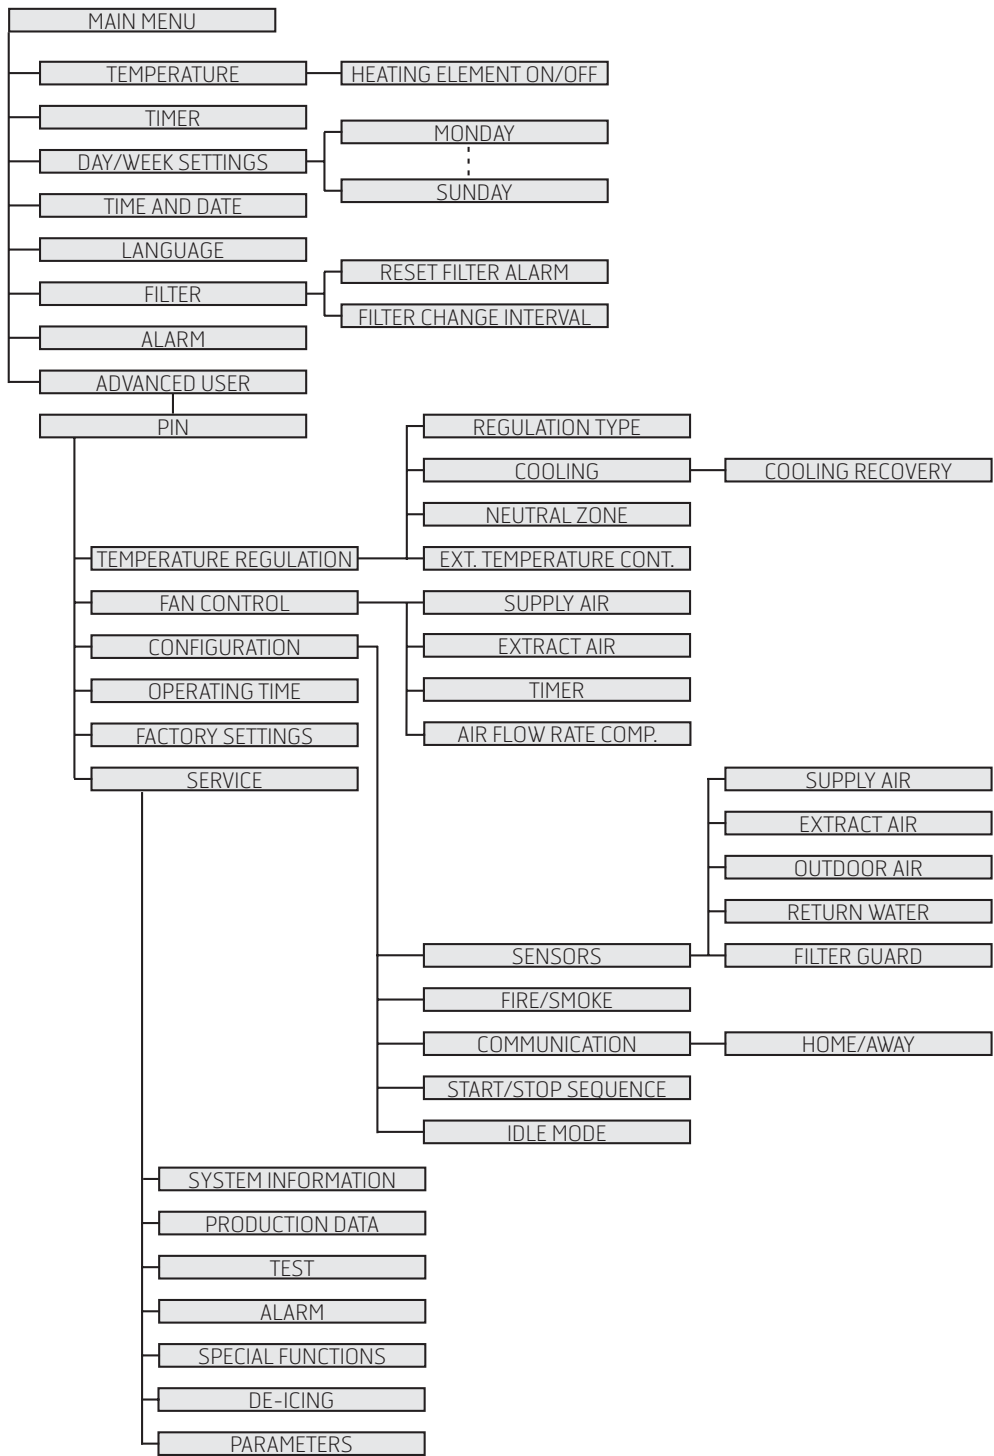 MAIN MENU
TEMPERATURE
HEATING ELEMENT ON/OFF
TIMER
DAY/WEEK SETTINGS
MONDAY
SUNDAY
TIME AND DATE
LANGUAGE
FILTER
RESET FILTER ALARM
FILTER CHANGE INTERVAL
ALARM
ADVANCED USER
PIN
TEMPERATURE REGULATION
REGULATION TYPE
COOLING
COOLING RECOVERY
NEUTRAL ZONE
EXT. TEMPERATURE CONT.
FAN CONTROL
SUPPLY AIR
EXTRACT AIR
TIMER
AIR FLOW RATE COMP.
CONFIGURATION
SENSORS
SUPPLY AIR
EXTRACT AIR
OUTDOOR AIR
RETURN WATER
FILTER GUARD
FIRE/SMOKE
COMMUNICATION
HOME/AWAY
START/STOP SEQUENCE
IDLE MODE
OPERATING TIME
FACTORY SETTINGS
SERVICE
SYSTEM INFORMATION
PRODUCTION DATA
TEST
ALARM
SPECIAL FUNCTIONS
DE-ICING
PARAMETERS